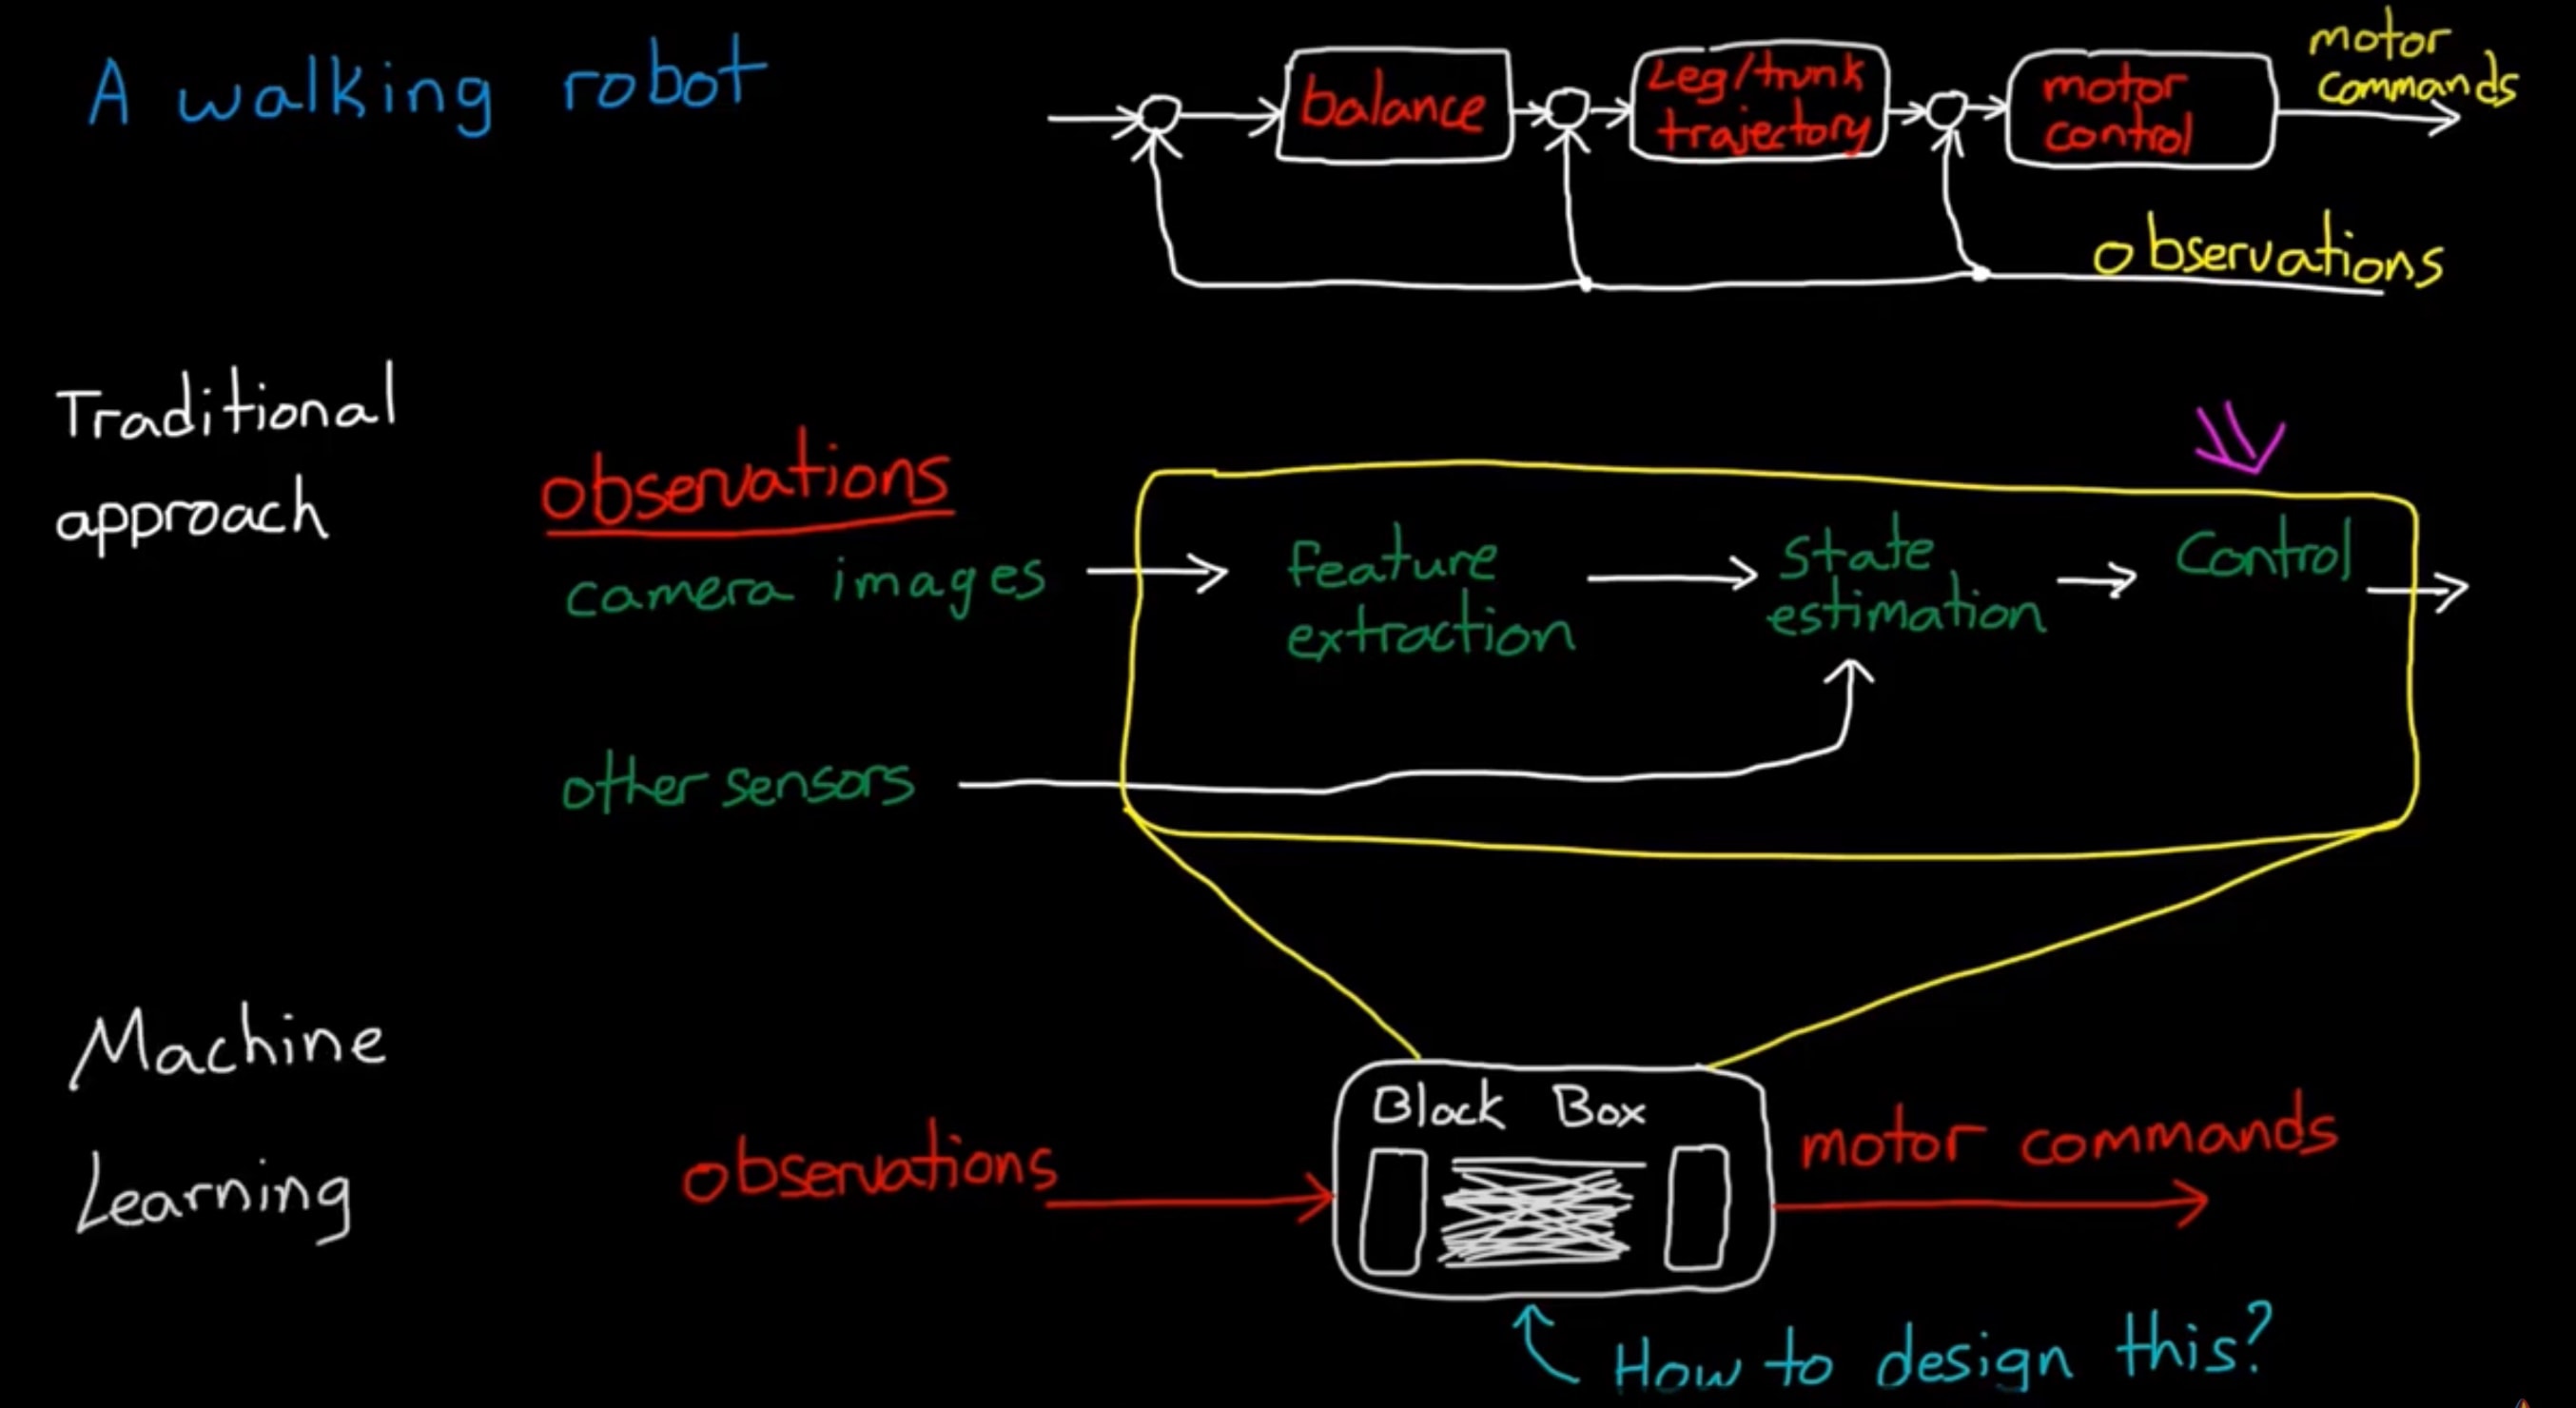 A walking robot
balance
Leg/trunk
trajectory
motor
control
motor
commands
observations
Traditional
approach
observations
camera images
feature
extraction
state
estimation
Control
other sensors
Machine
Learning
observations
Black Box
motor commands
How to design this?